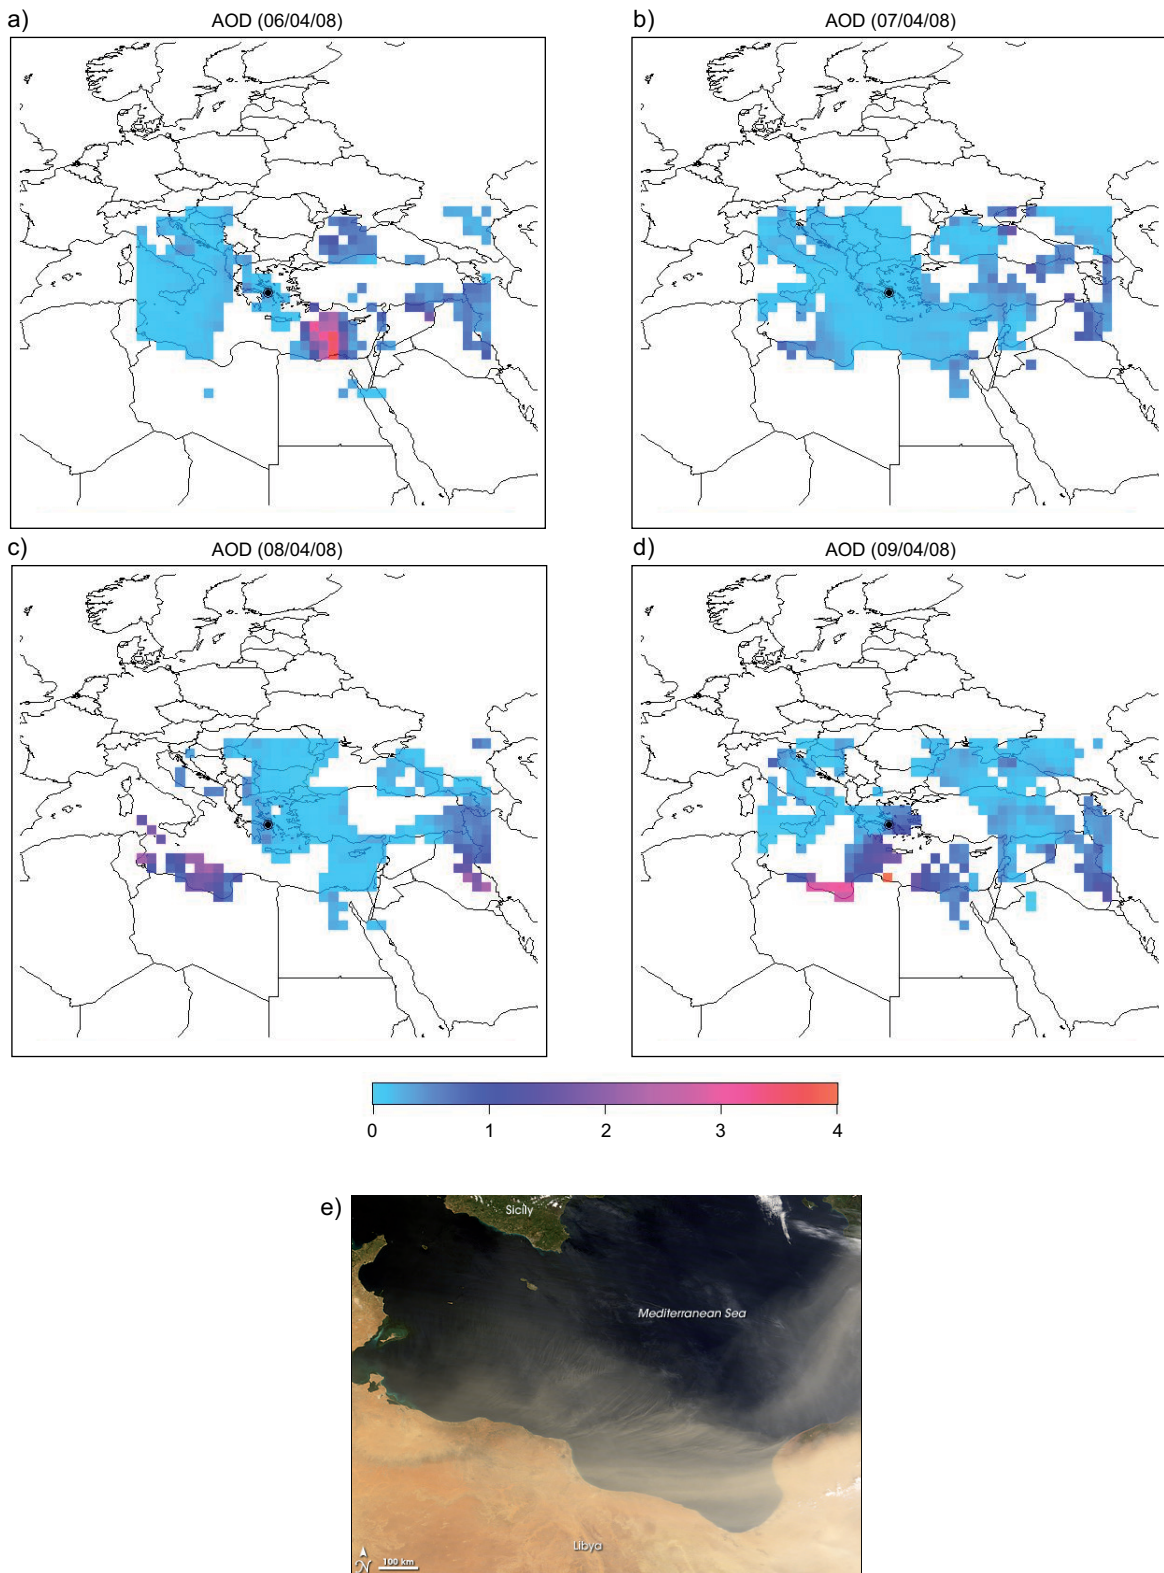 a)
AOD (06/04/08)
b)
AOD (07/04/08)
c)
AOD (08/04/08)
d)
AOD (09/04/08)
0 1 2 3 4
e)
Sicily
Mediterranean Sea
Libya
N
100 km